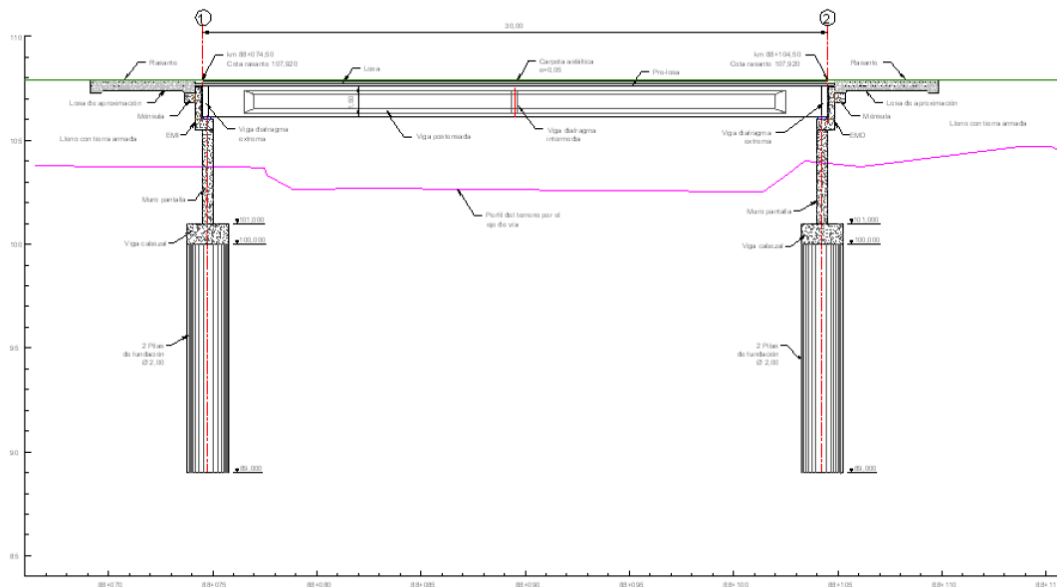 1
2
30,00
110
km 88+074,50
Cota rasante 107,920
Losa
Carpeta asfáltica
e=0,05
Pre-losa
km 88+104,50
Cota rasante 107,920
Rasante
Rasante
Losa de aproximación
Losa de aproximación
Ménsula
Ménsula
EMI
EMD
Lleno con tierra armada
Lleno con tierra armada
105
Viga diafragma
extrema
Viga postensada
Viga diafragma
intermedia
Viga diafragma
extrema
Muro pantalla
Muro pantalla
Perfil del terreno por el
eje de vía
101,000
101,000
Viga cabezal
Viga cabezal
100
100,000
100,000
95
2 Pilas
de fundación
Ø 2,00
2 Pilas
de fundación
Ø 2,00
90
89,000
89,000
85
88+070
88+075
88+080
88+085
88+090
88+095
88+100
88+105